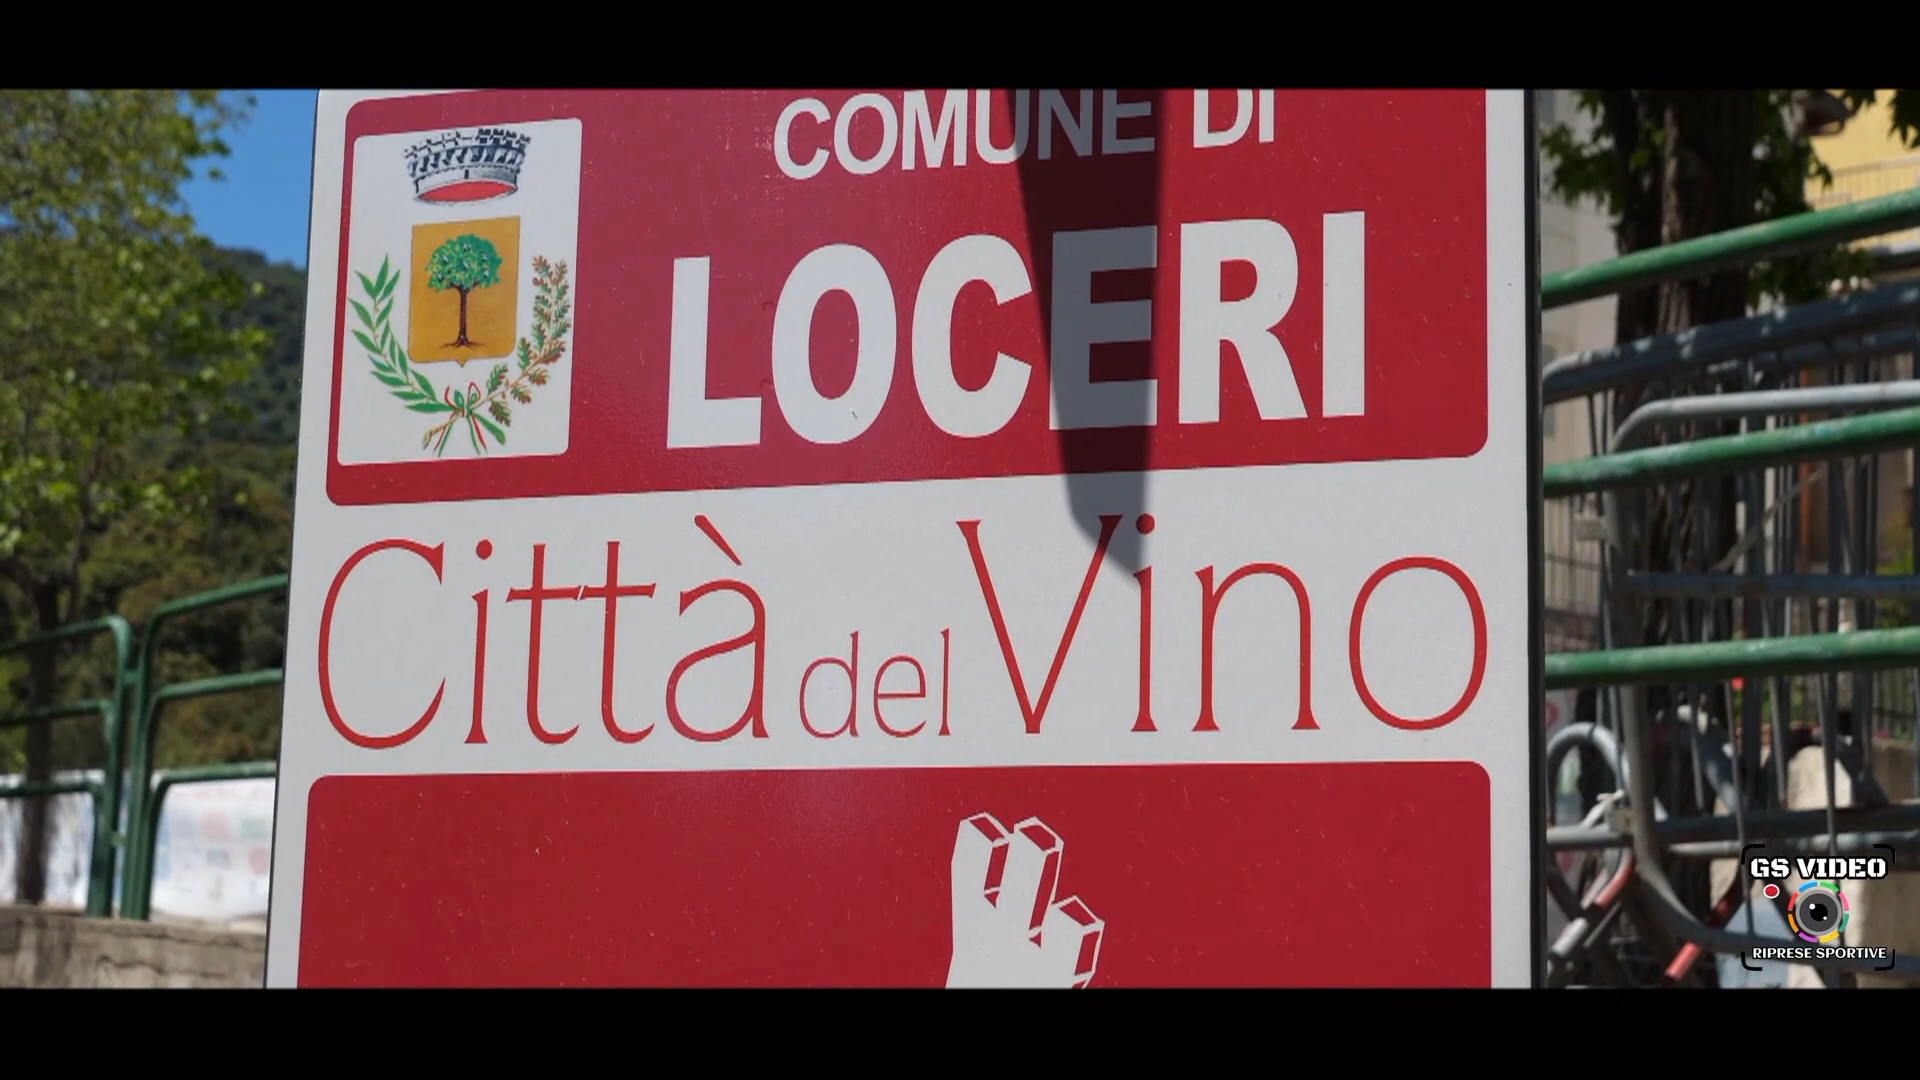 COMUNE DI
LOCERI
Città del Vino
GS VIDEO
RIPRESE SPORTIVE